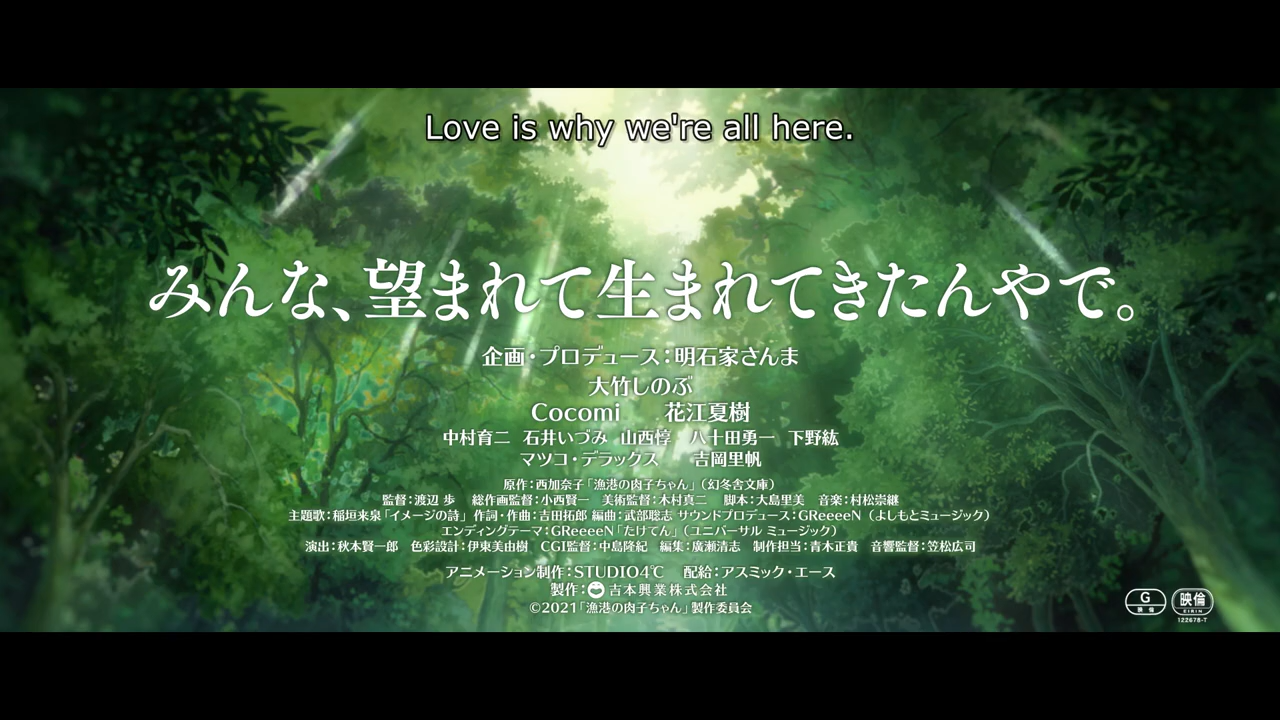 Love is why we're all here.
みんな、望まれて生まれてきたんやで。
企画・プロデュース：明石家さんま
大竹しのぶ
Cocomi 花江夏樹
中村育二 石井いづみ 山西惇 八十田勇一 下野紘
マツコ・デラックス 吉岡里帆
原作：西加奈子「漁港の肉子ちゃん」（幻冬舎文庫）
監督：渡辺 歩 総作画監督：小西賢一 美術監督：木村真二 脚本：大島里美 音楽：村松崇継
主題歌：稲垣来泉「イメージの詩」 作詞・作曲：吉田拓郎 編曲：武部聡志 サウンドプロデュース：GReeeeN（よしもとミュージック）
エンディングテーマ：GReeeeN「たけてん」（ユニバーサル ミュージック）
演出：秋本賢一郎 色彩設計：伊東美由樹 CGI監督：中島隆紀 編集：廣瀬清志 制作担当：青木正貴 音響監督：笠松広司
アニメーション制作：STUDIO4℃ 配給：アスミック・エース
製作：吉本興業株式会社
©2021「漁港の肉子ちゃん」製作委員会
G
映倫
映倫
EIRIN
122678-T